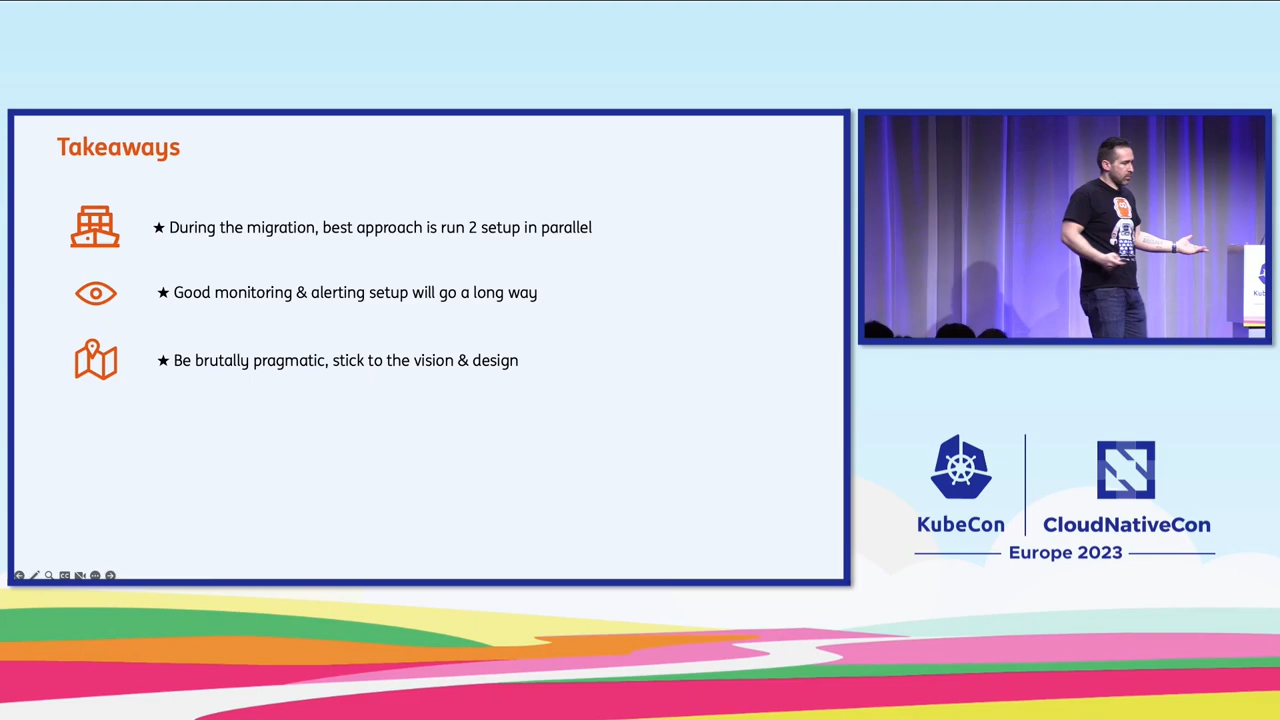 Takeaways
★ During the migration, best approach is run 2 setup in parallel
★ Good monitoring & alerting setup will go a long way
★ Be brutally pragmatic, stick to the vision & design
KubeCon
CloudNativeCon
Europe 2023